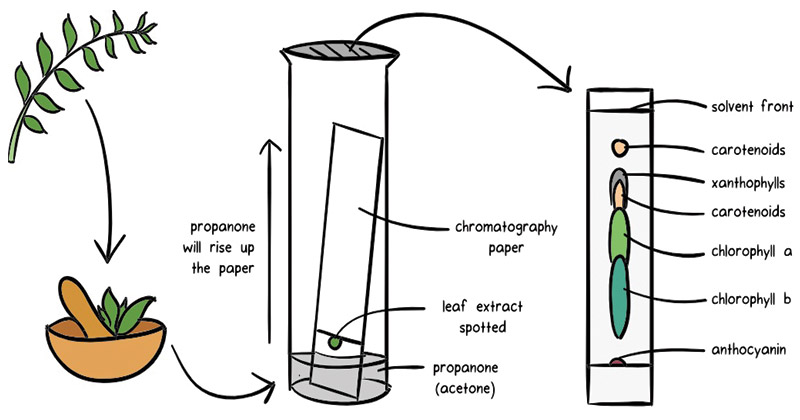 propanone
will rise up
the paper
chromatography
paper
leaf extract
spotted
propanone
(acetone)
solvent front
carotenoids
xanthophylls
carotenoids
chlorophyll a
chlorophyll b
anthocyanin